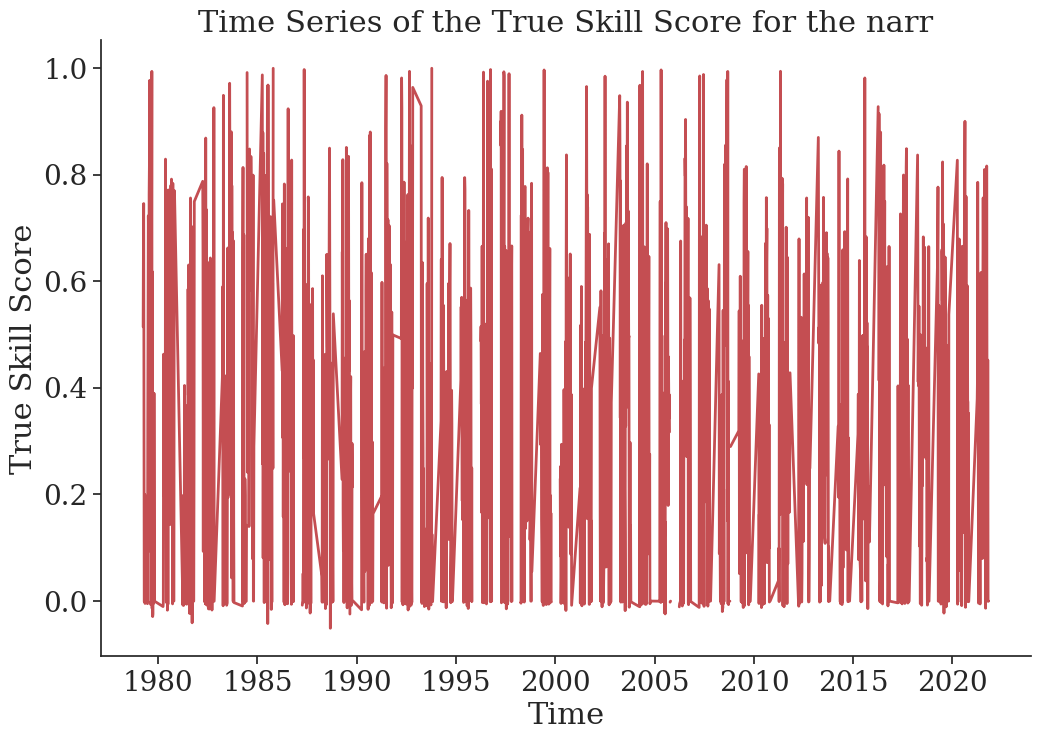 Time Series of the True Skill Score for the narr
True Skill Score
1.0
0.8
0.6
0.4
0.2
0.0
1980 1985 1990 1995 2000 2005 2010 2015 2020
Time